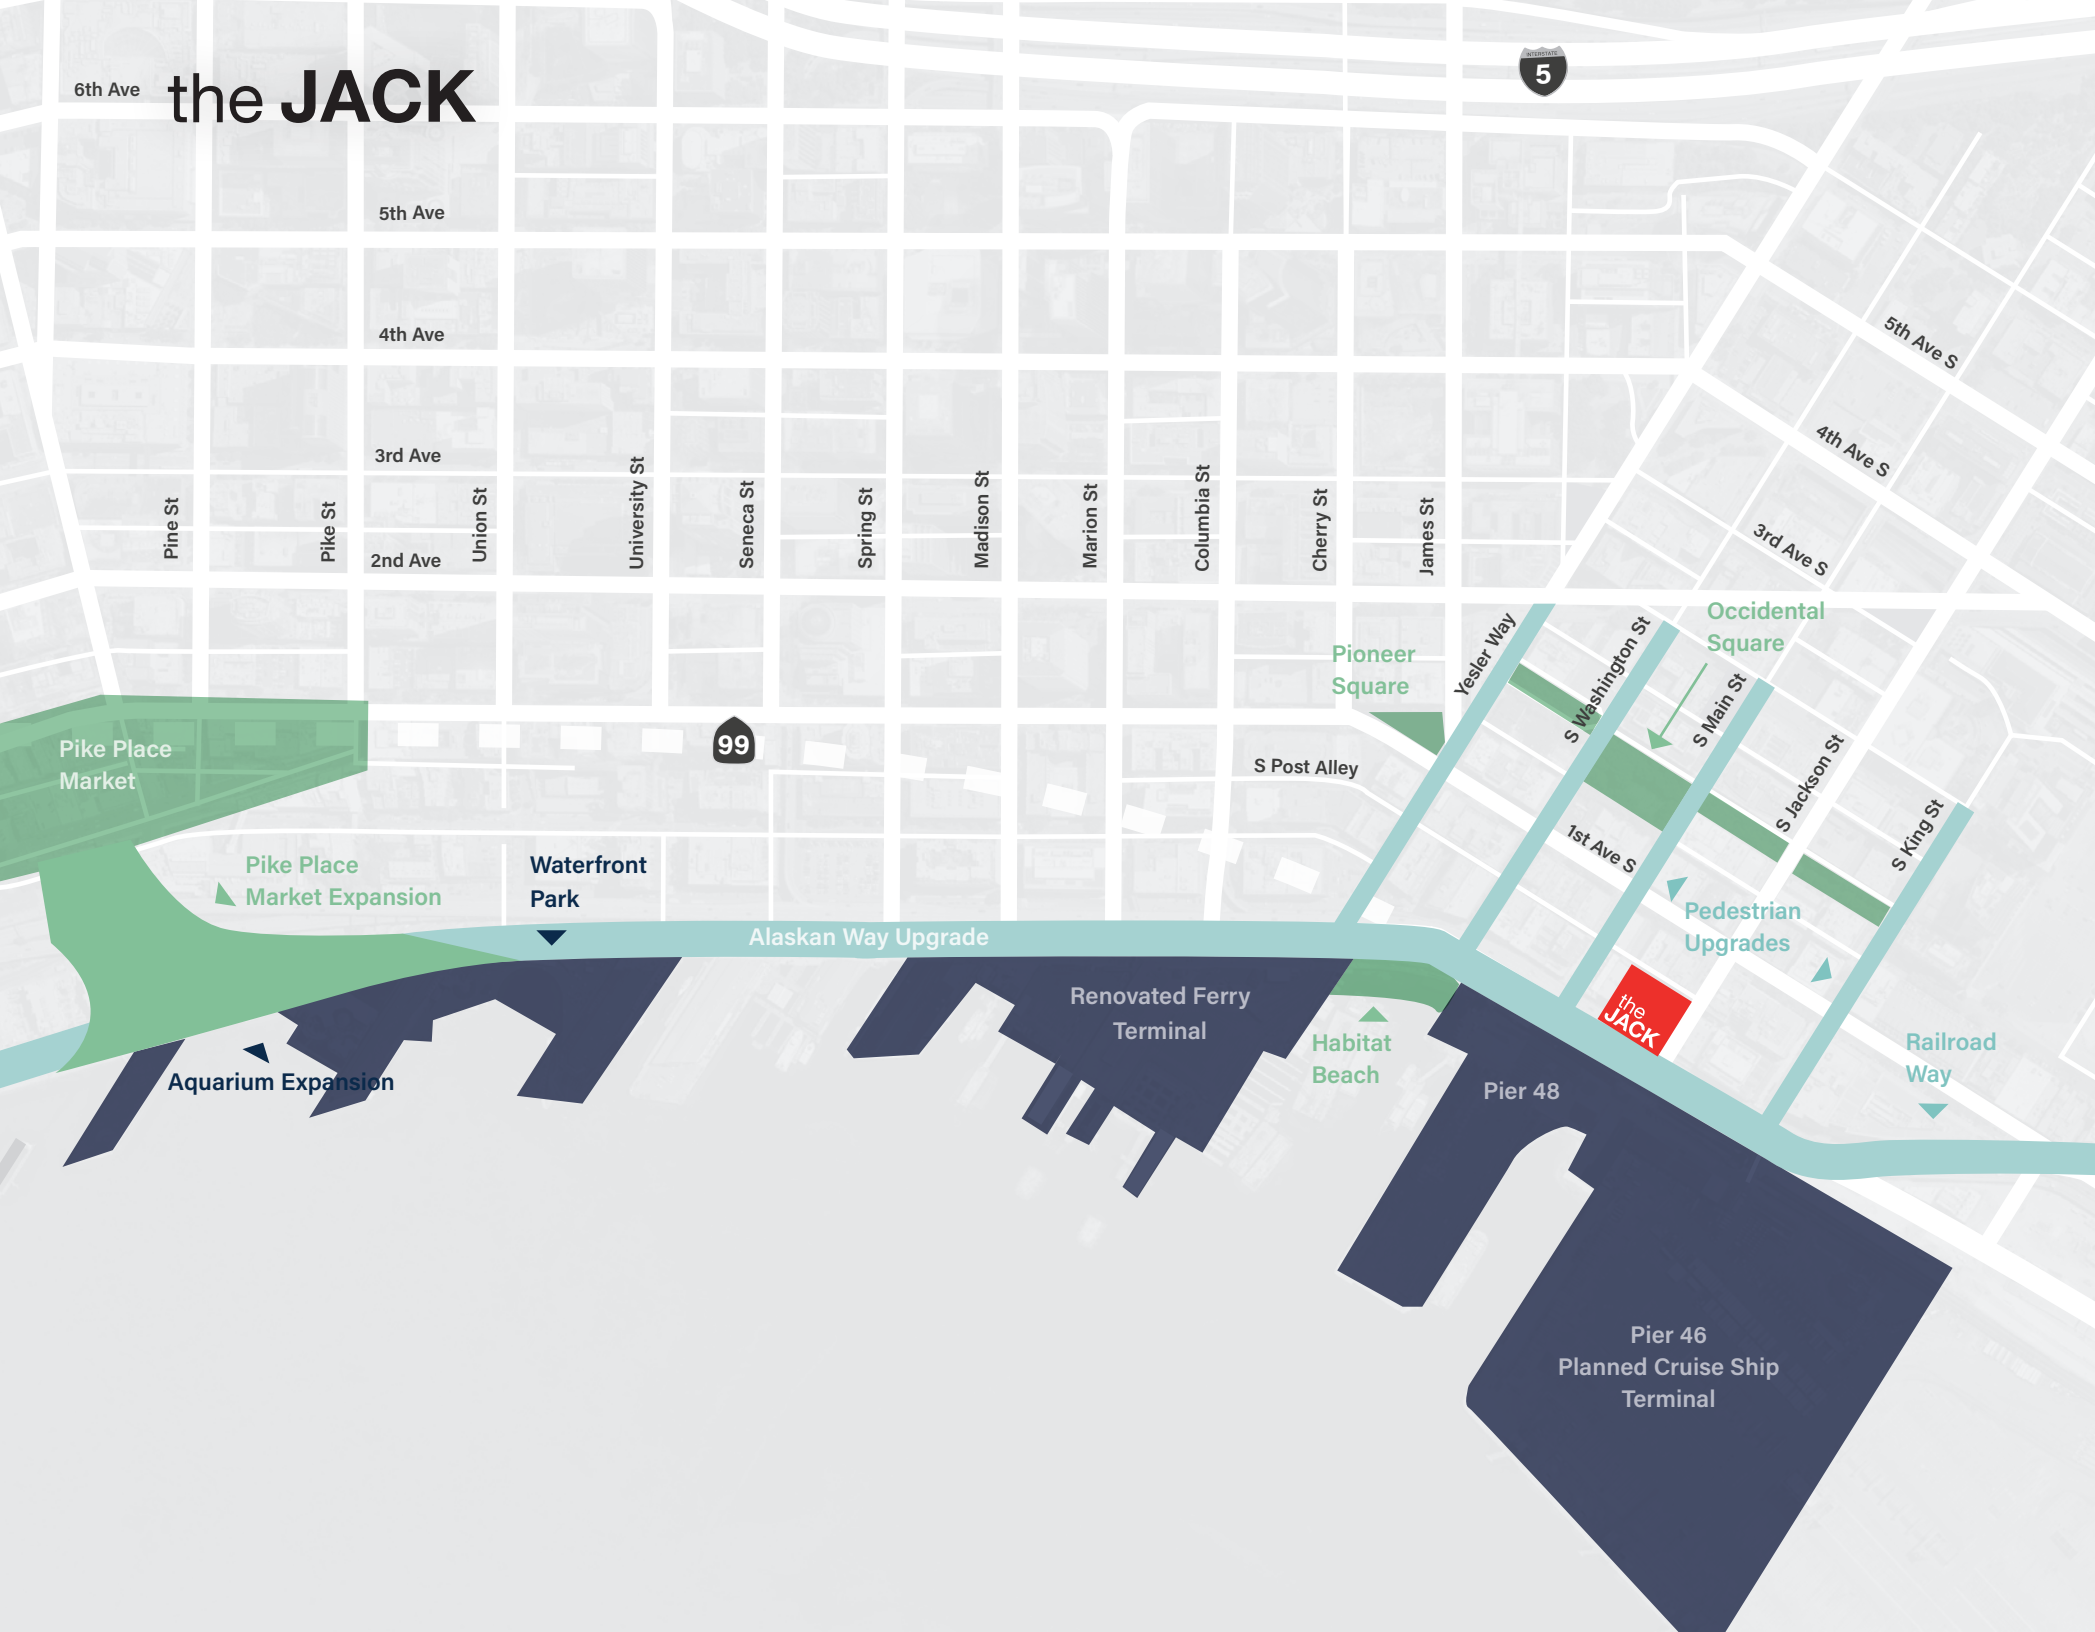 INTERSTATE
5
6th Ave
the JACK
5th Ave
4th Ave
3rd Ave
2nd Ave
Pine St
Pike St
Union St
University St
Seneca St
Spring St
Madison St
Marion St
Columbia St
Cherry St
James St
5th Ave S
4th Ave S
3rd Ave S
Occidental
Square
Pioneer
Square
Yesler Way
S Washington St
S Main St
S Jackson St
S King St
99
Pike Place
Market
S Post Alley
1st Ave S
Pike Place
Market Expansion
Waterfront
Park
Alaskan Way Upgrade
Pedestrian
Upgrades
Renovated Ferry
Terminal
the
JACK
Habitat
Beach
Railroad
Way
Aquarium Expansion
Pier 48
Pier 46
Planned Cruise Ship
Terminal